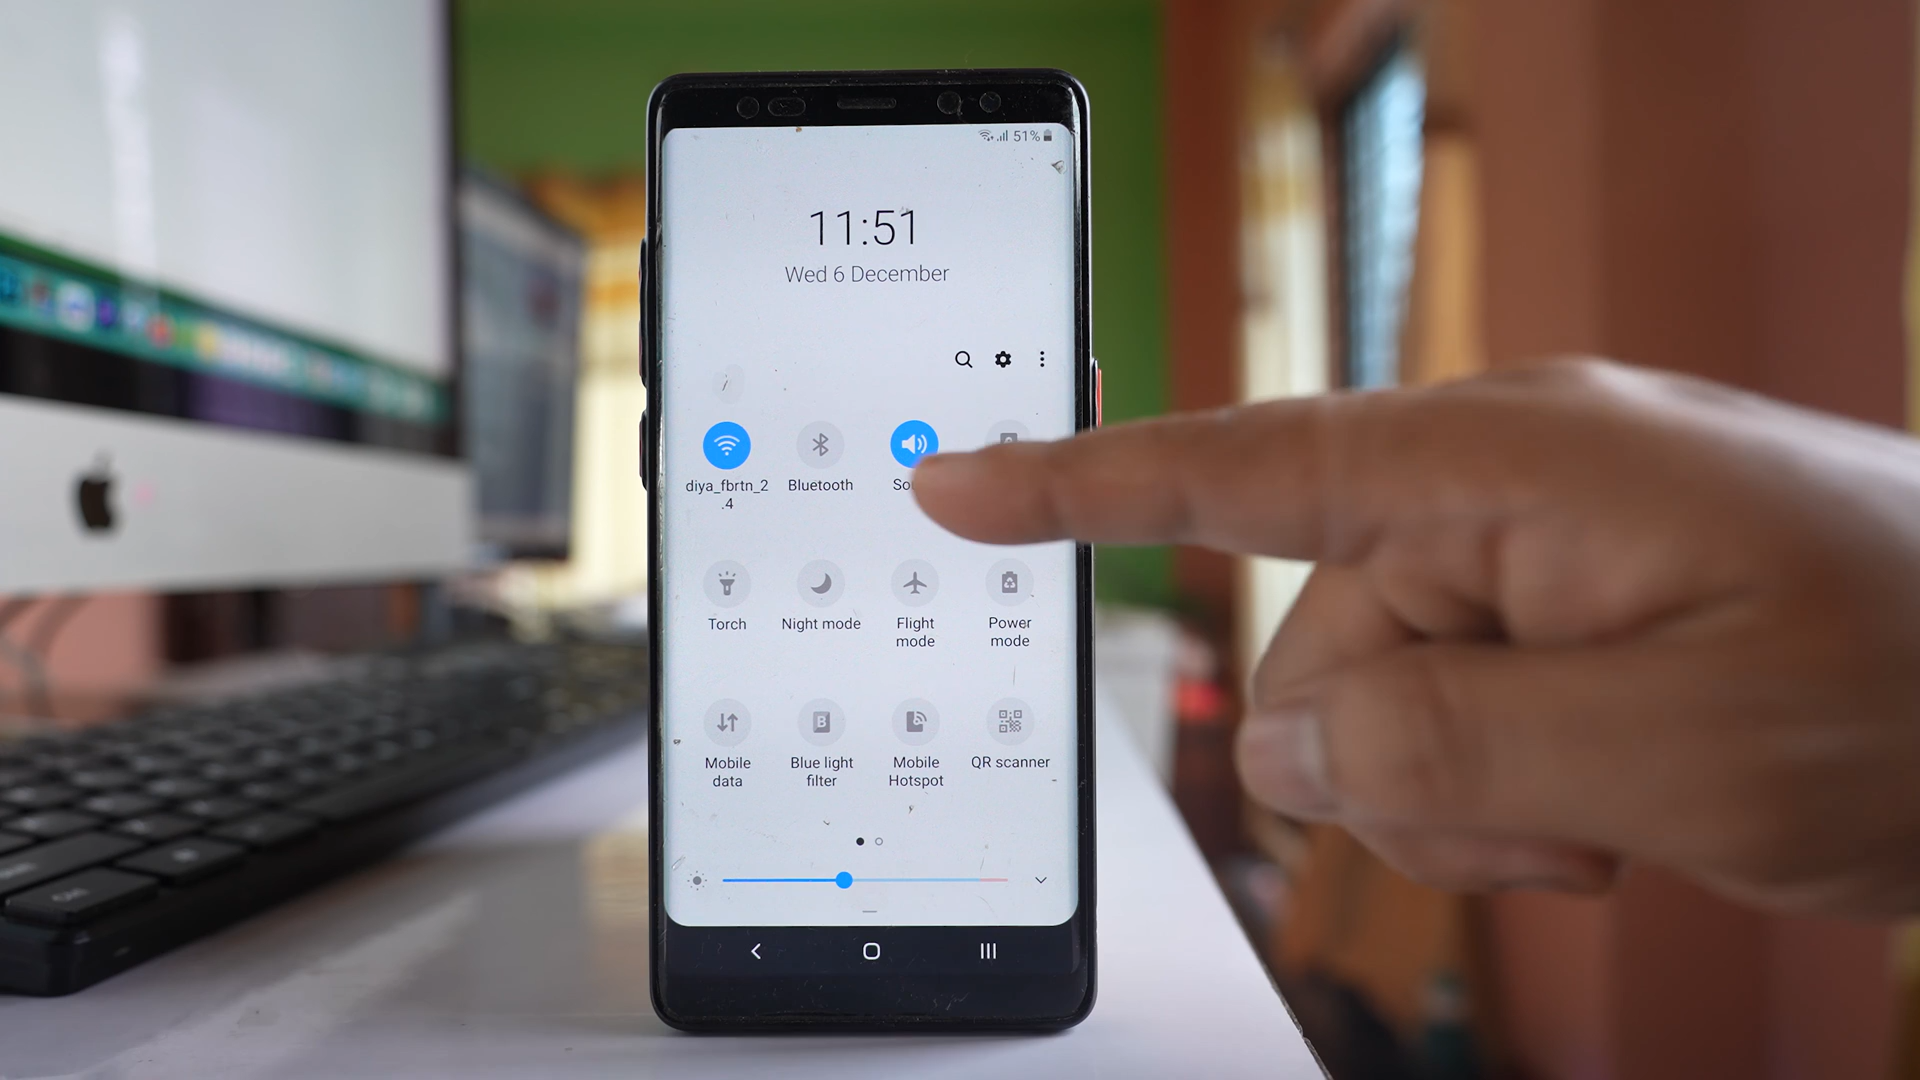 51%
11:51
Wed 6 December
diya_fbrtn_2
.4
Bluetooth
Torch
Night mode
Flight
mode
Power
mode
Mobile
data
Blue light
filter
Mobile
Hotspot
QR scanner